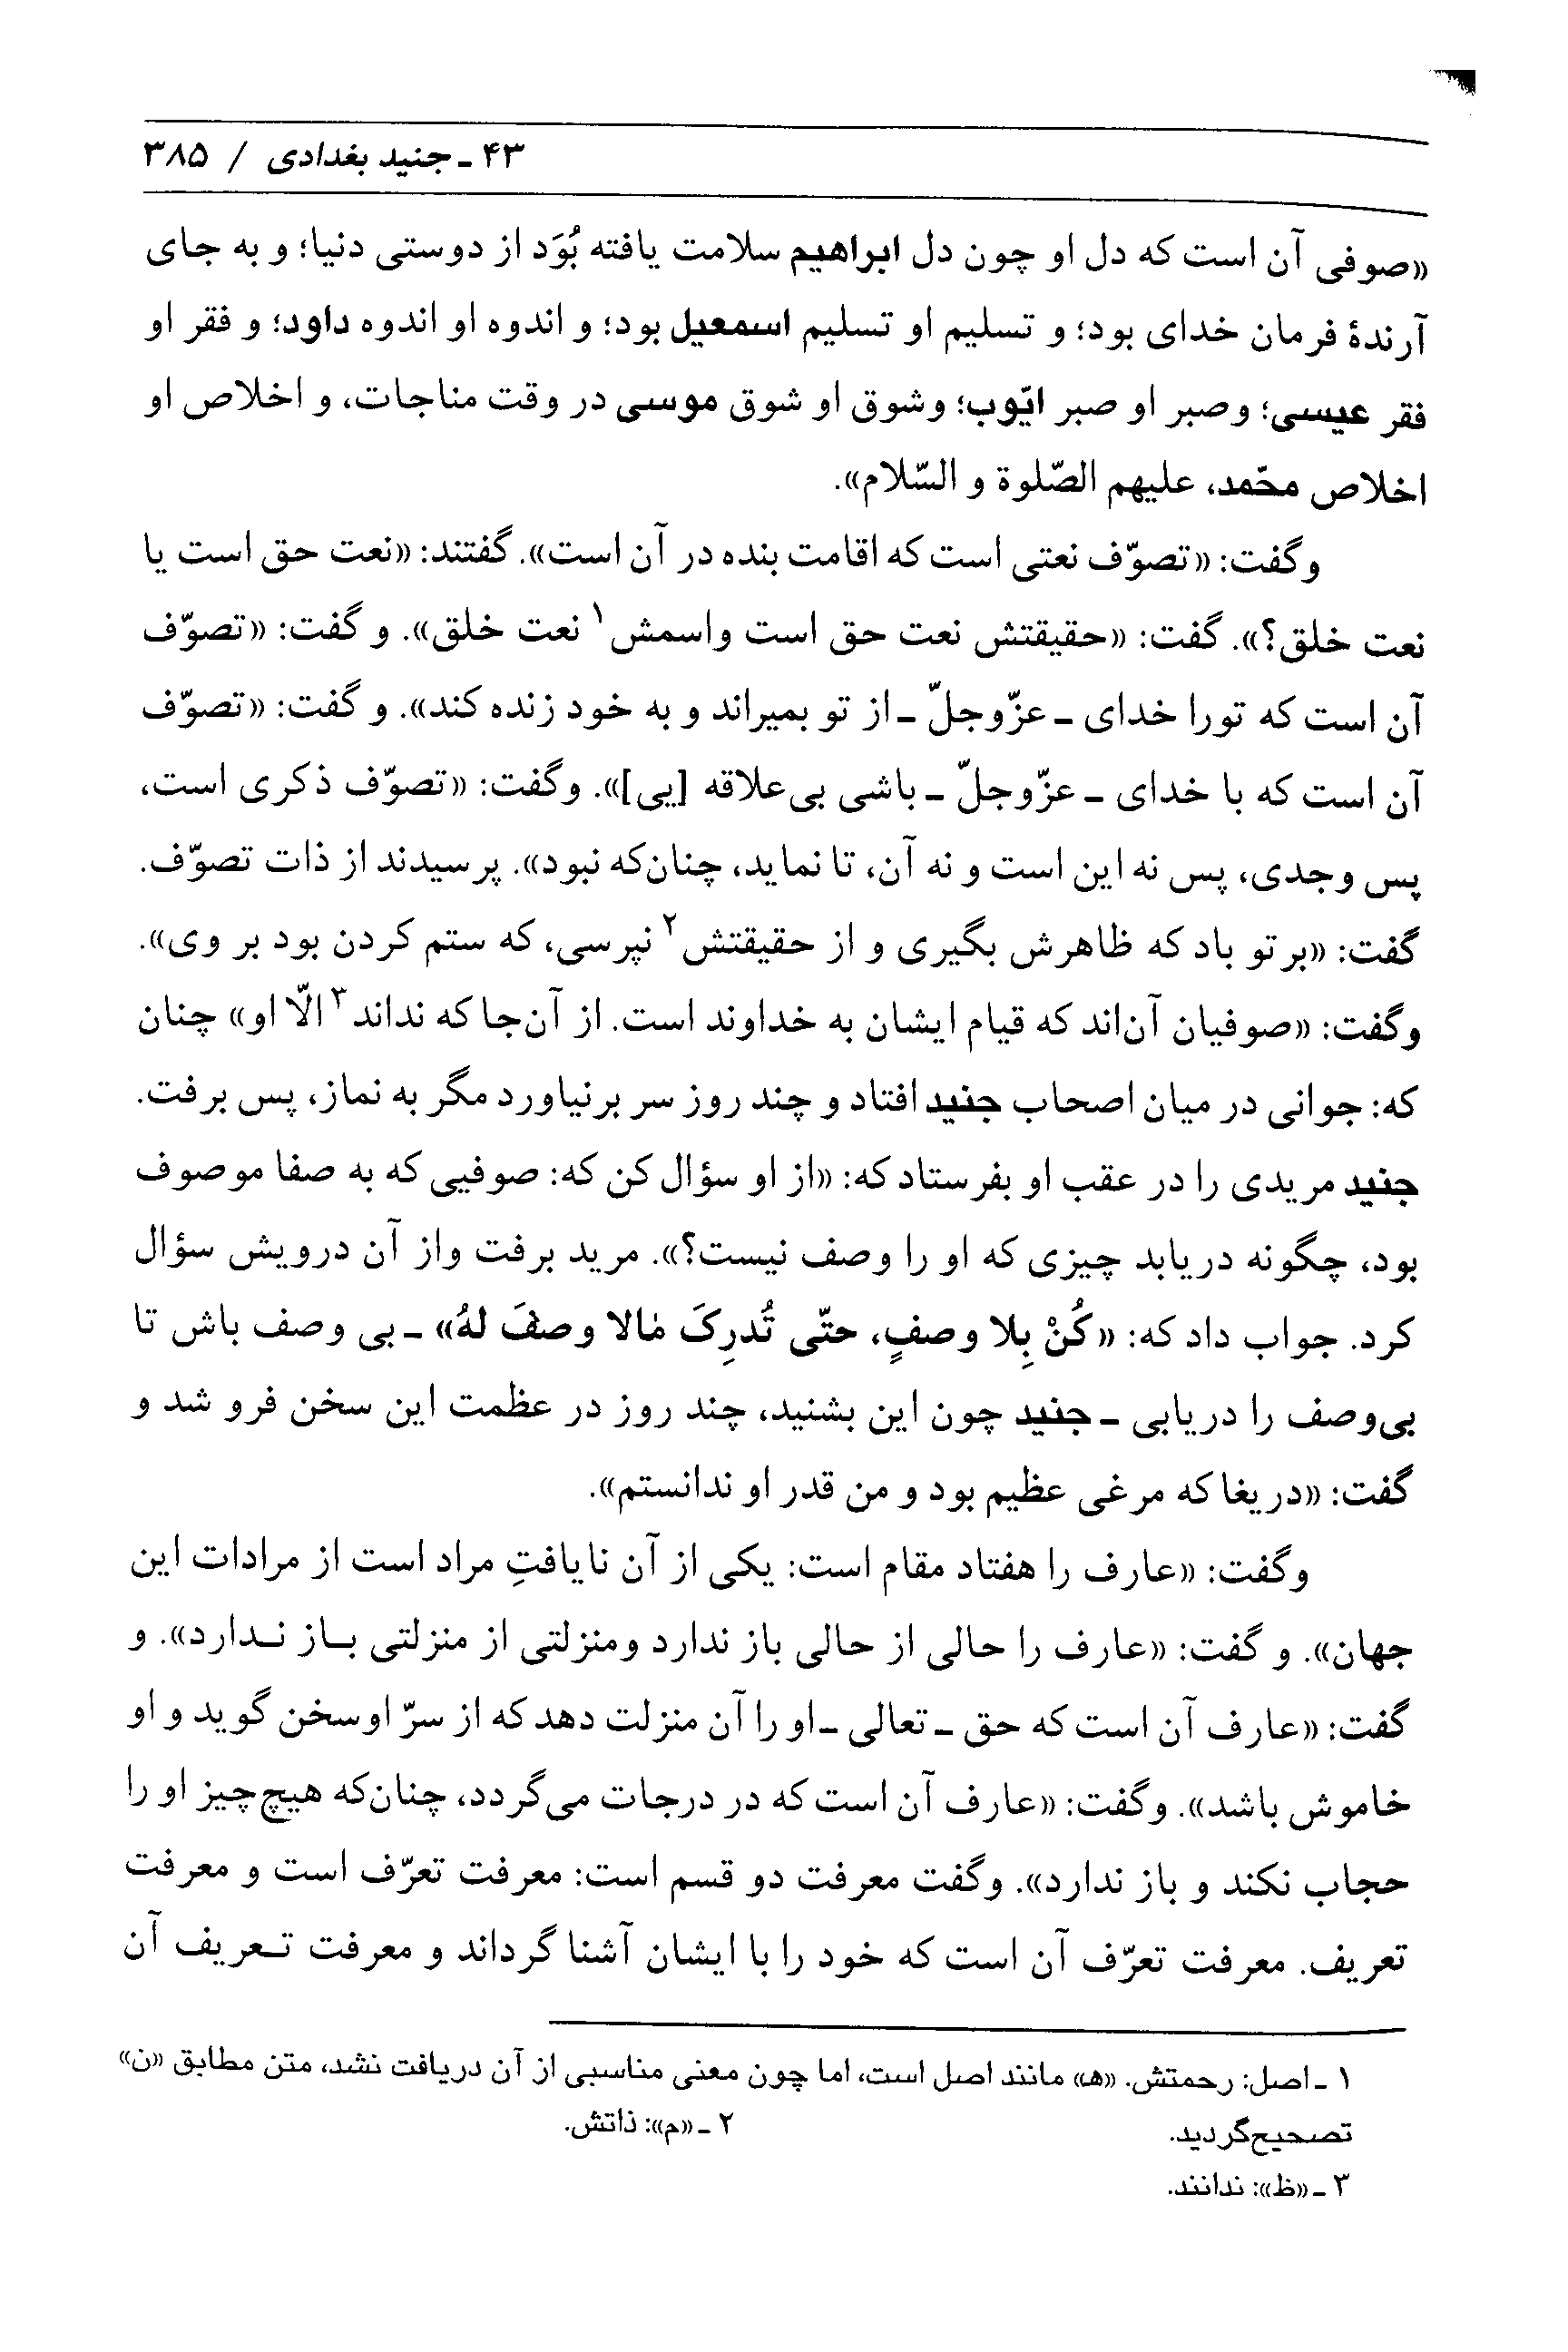 ۴۳ ـ جنید بغدادی / ۳۸۵
«صوفی آن است که دل او چون دل ابراهیم سلامت یافته بُوَد از دوستی دنیا؛ و به جای
آرندهٔ فرمان خدای بود؛ و تسلیم او تسلیم اسمعیل بود؛ و اندوه او اندوه داود؛ و فقر او
فقر عیسی؛ وصبر او صبر ایّوب؛ وشوق او شوق موسی در وقت مناجات، و اخلاص او
اخلاص محّمد، علیهم الصّلوة و السّلام».
وگفت: «تصوّف نعتی است که اقامت بنده در آن است». گفتند: «نعت حق است یا
نعت خلق؟». گفت: «حقیقتش نعت حق است واسمش۱ نعت خلق». و گفت: «تصوّف
آن است که تورا خدای ـ عزّوجلّ ـ از تو بمیراند و به خود زنده کند». و گفت: «تصوّف
آن است که با خدای ـ عزّوجلّ ـ باشی بی‌علاقه [یی]». وگفت: «تصوّف ذکری است،
پس وجدی، پس نه این است و نه آن، تا نماید، چنان‌که نبود». پرسیدند از ذات تصوّف.
گفت: «بر تو باد که ظاهرش بگیری و از حقیقتش۲ نپرسی، که ستم کردن بود بر وی».
وگفت: «صوفیان آن‌اند که قیام ایشان به خداوند است. از آن‌جا که نداند۳ الّا او» چنان
که: جوانی در میان اصحاب جنید افتاد و چند روز سر برنیاورد مگر به نماز، پس برفت.
جنید مریدی را در عقب او بفرستاد که: «از او سؤال کن که: صوفیی که به صفا موصوف
بود، چگونه دریابد چیزی که او را وصف نیست؟». مرید برفت واز آن درویش سؤال
کرد. جواب داد که: «کُنْ بِلا وصفٍ، حتّی تُدرِکَ مٰالا وصفَ لهُ» ـ بی وصف باش تا
بی‌وصف را دریابی ـ جنید چون این بشنید، چند روز در عظمت این سخن فرو شد و
گفت: «دریغا که مرغی عظیم بود و من قدر او ندانستم».
وگفت: «عارف را هفتاد مقام است: یکی از آن نایافتِ مراد است از مرادات این
جهان». و گفت: «عارف را حالی از حالی باز ندارد ومنزلتی از منزلتی بـاز نـدارد». و
گفت: «عارف آن است که حق ـ تعالی ـ او را آن منزلت دهد که از سرّ او سخن گوید و او
خاموش باشد». وگفت: «عارف آن است که در درجات می‌گردد، چنان‌که هیچ‌چیز او را
حجاب نکند و باز ندارد». وگفت معرفت دو قسم است: معرفت تعرّف است و معرفت
تعریف. معرفت تعرّف آن است که خود را با ایشان آشنا گرداند و معرفت تـعریف آن
۱ ـ اصل: رحمتش. «هـ» مانند اصل است، اما چون معنی مناسبی از آن دریافت نشد، متن مطابق «ن»
تصحیح‌گردید. ۲ ـ «م»: ذاتش.
۳ ـ «ظ»: ندانند.